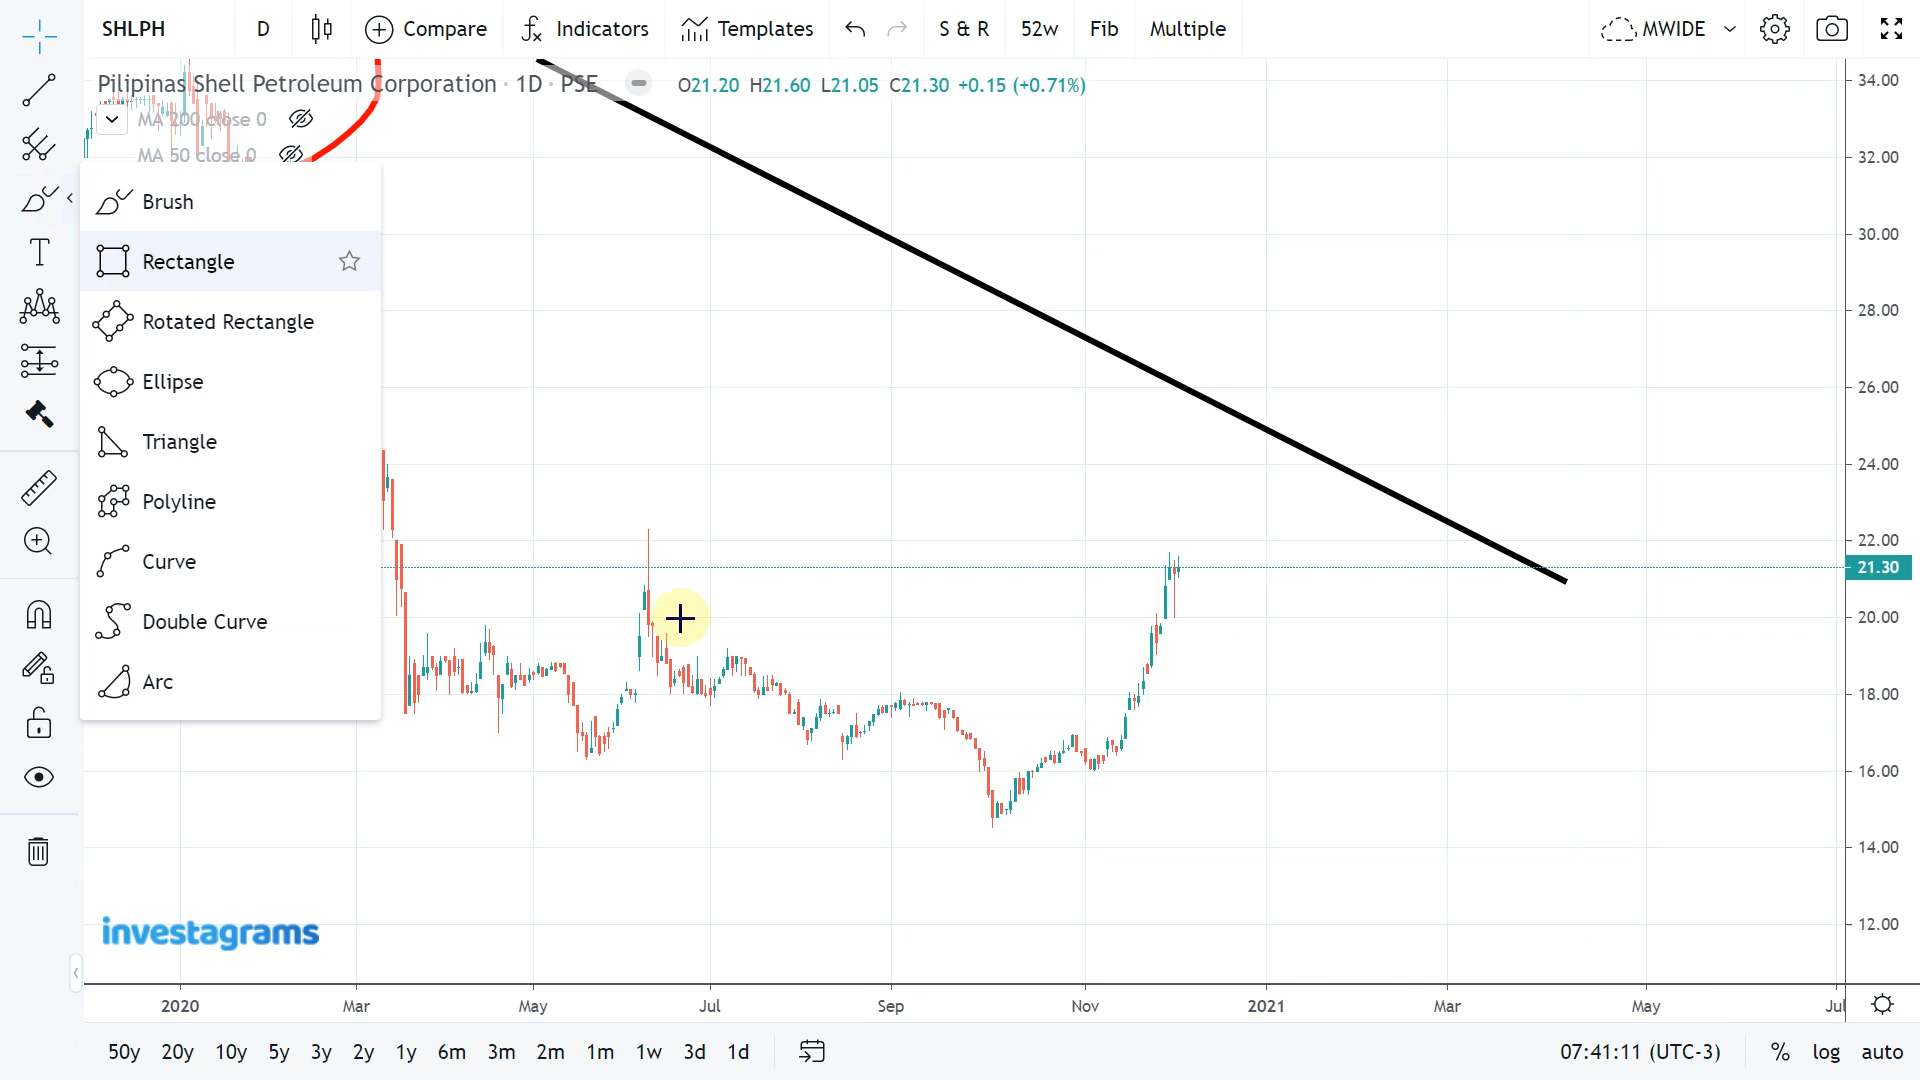 SHLPH D Compare Indicators Templates S & R 52w Fib Multiple MWIDE
Pilipinas Shell Petroleum Corporation · 1D · PSE O21.20 H21.60 L21.05 C21.30 +0.15 (+0.71%)
MA 200 close 0
MA 50 close 0
Brush
Rectangle
Rotated Rectangle
Ellipse
Triangle
Polyline
Curve
Double Curve
Arc
34.00
32.00
30.00
28.00
26.00
24.00
22.00
21.30
20.00
18.00
16.00
14.00
12.00
investagrams
2020 Mar May Jul Sep Nov 2021 Mar May Jul
50y 20y 10y 5y 3y 2y 1y 6m 3m 2m 1m 1w 3d 1d 07:41:11 (UTC-3) % log auto